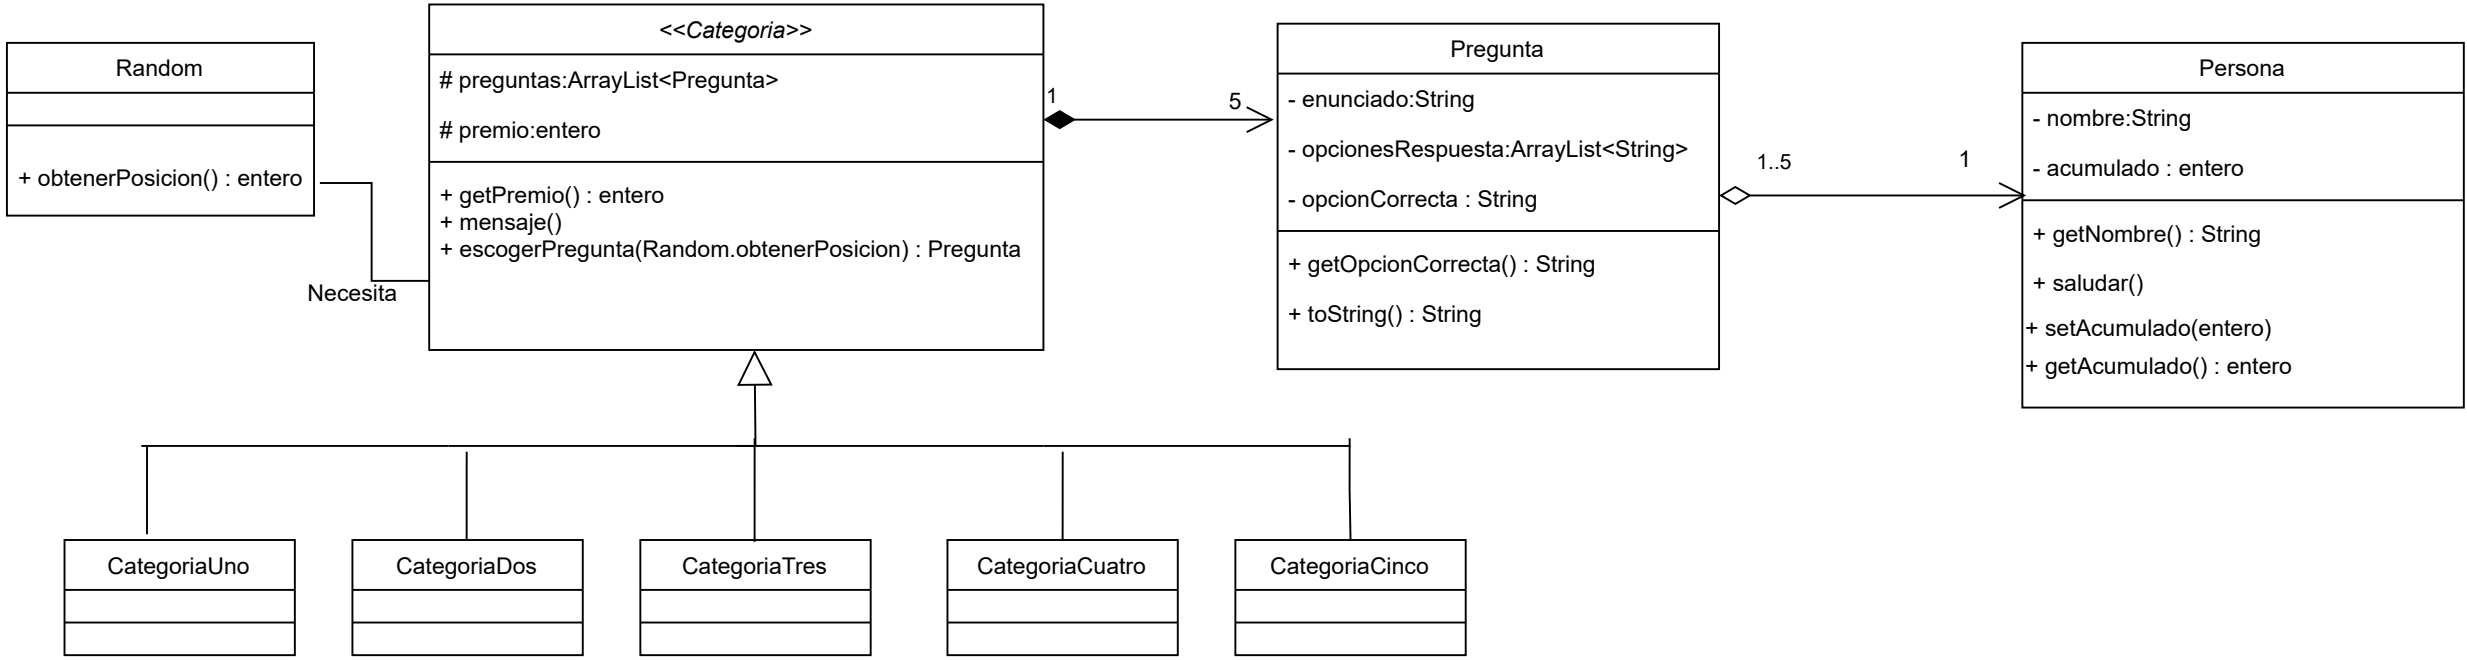 Random
+ obtenerPosicion() : entero
Necesita
<<Categoria>>
# preguntas:ArrayList<Pregunta>
# premio:entero
+ getPremio() : entero
+ mensaje()
+ escogerPregunta(Random.obtenerPosicion) : Pregunta
1
5
Pregunta
- enunciado:String
- opcionesRespuesta:ArrayList<String>
- opcionCorrecta : String
+ getOpcionCorrecta() : String
+ toString() : String
1..5
1
Persona
- nombre:String
- acumulado : entero
+ getNombre() : String
+ saludar()
+ setAcumulado(entero)
+ getAcumulado() : entero
CategoriaUno
CategoriaDos
CategoriaTres
CategoriaCuatro
CategoriaCinco